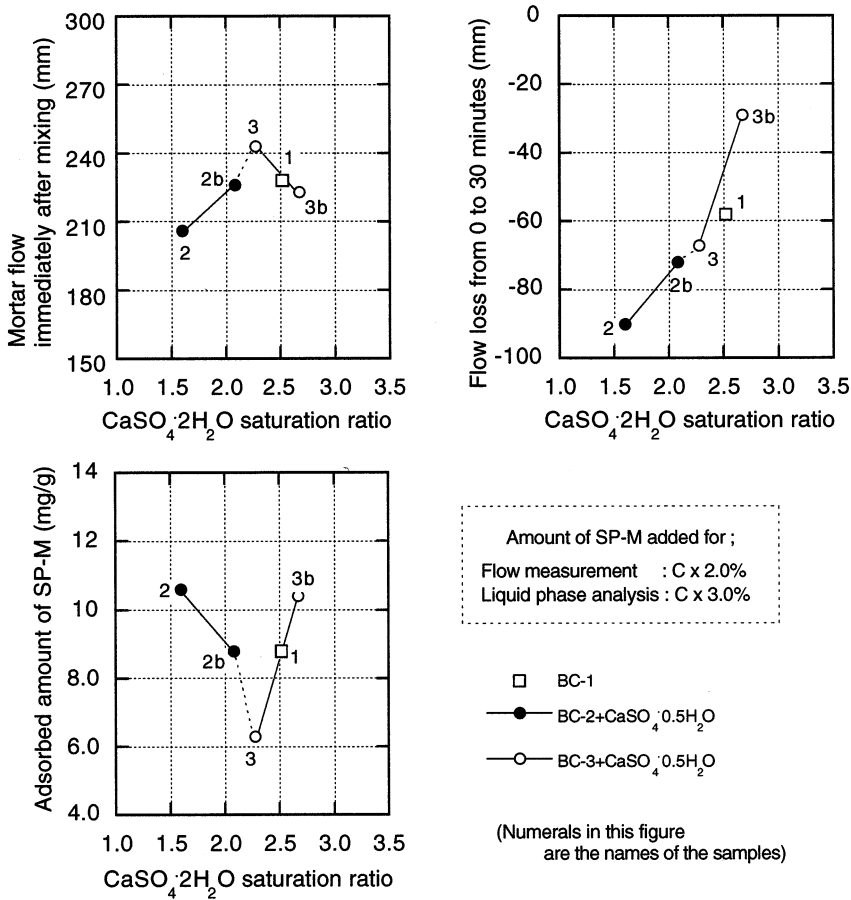 Mortar flow
immediately after mixing (mm)
300
270
240
210
180
150
3
1
2b
3b
2
1.0 1.5 2.0 2.5 3.0 3.5
CaSO4·2H2O saturation ratio
Flow loss from 0 to 30 minutes (mm)
0
-20
-40
-60
-80
-100
3b
1
3
2b
2
1.0 1.5 2.0 2.5 3.0 3.5
CaSO4·2H2O saturation ratio
Adsorbed amount of SP-M (mg/g)
14
12
10
8.0
6.0
4.0
3b
2
2b
1
3
1.0 1.5 2.0 2.5 3.0 3.5
CaSO4·2H2O saturation ratio
Amount of SP-M added for ;
Flow measurement : C x 2.0%
Liquid phase analysis : C x 3.0%
BC-1
BC-2+CaSO4·0.5H2O
BC-3+CaSO4·0.5H2O
(Numerals in this figure
are the names of the samples)